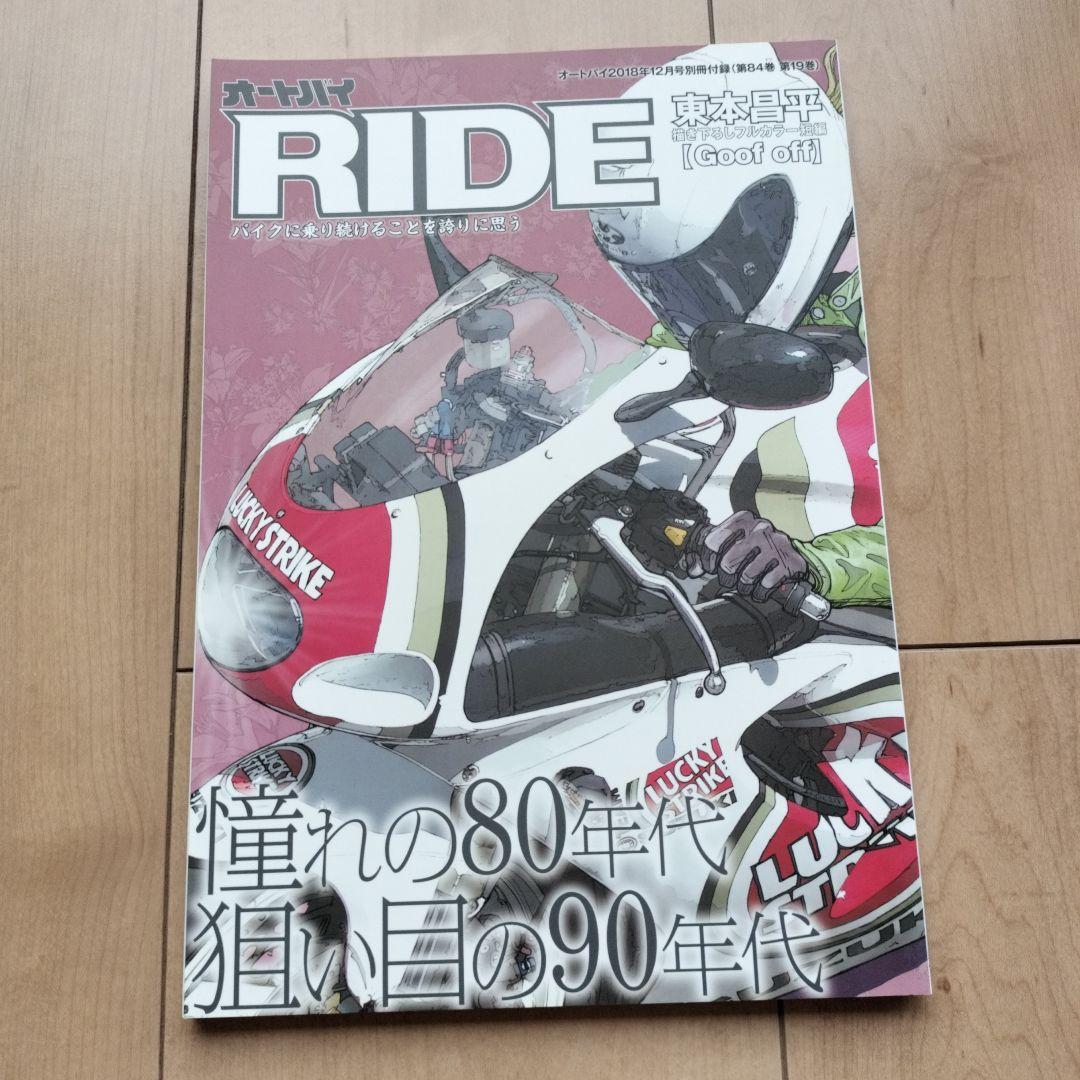 オートバイ2018年12月号別冊付録(第84巻 第19巻)
オートバイ
RIDE
東本昌平
描き下ろしフルカラー短編
【Goof off】
バイクに乗り続けることを誇りに思う
LUCKY STRIKE
LUCKY
STRIKE
LUCKY
STRIKE
憧れの80年代
狙い目の90年代